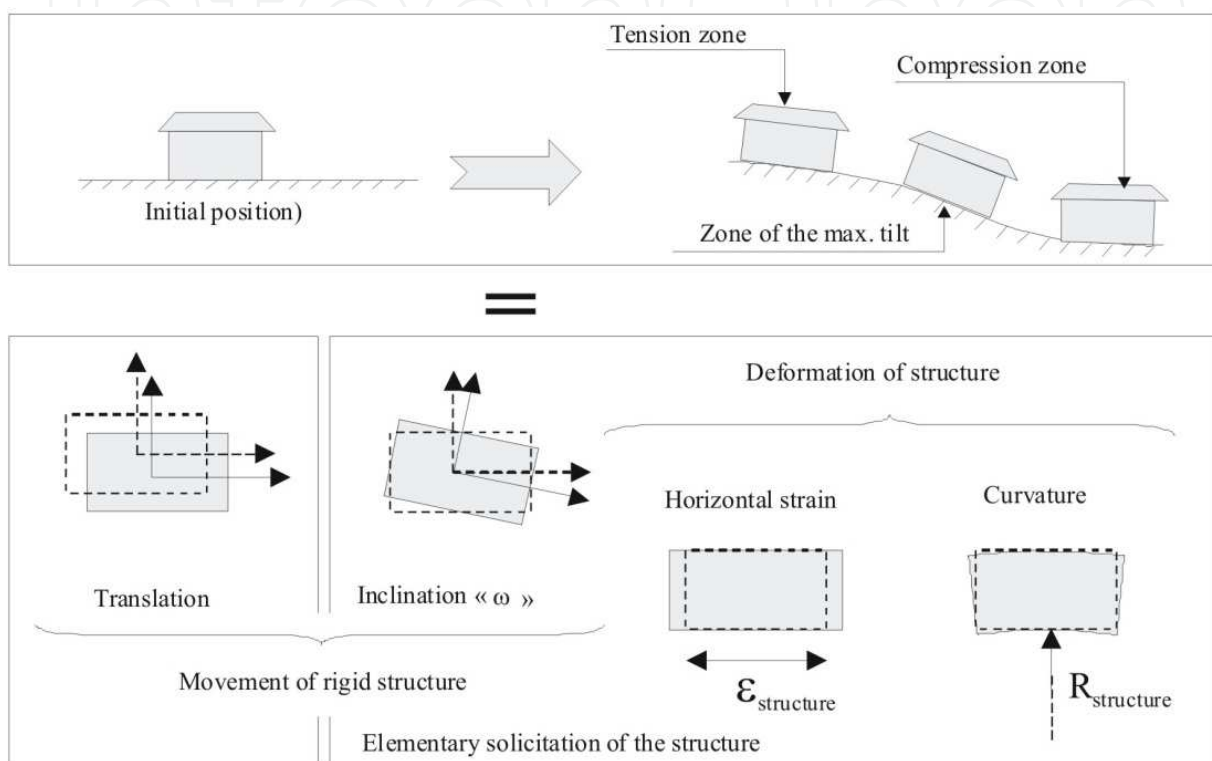 Tension zone
Compression zone
Initial position)
Zone of the max. tilt
=
Deformation of structure
Horizontal strain
Curvature
Translation
Inclination « ω »
Movement of rigid structure
ε structure
R structure
Elementary solicitation of the structure